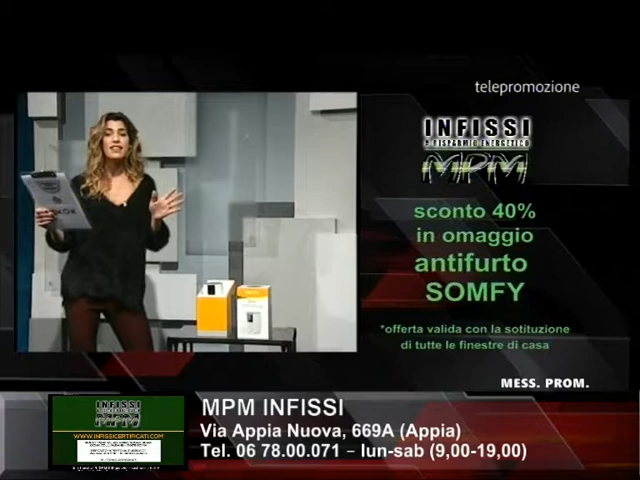 telepromozione
INFISSI
E RISPARMIO ENERGETICO
MPM
sconto 40%
in omaggio
antifurto
SOMFY
*offerta valida con la sotituzione
di tutte le finestre di casa
MESS. PROM.
INFISSI
MPM
WWW.INFISSICERTIFICATI.COM
MPM INFISSI
Via Appia Nuova, 669A (Appia)
Tel. 06 78.00.071 – lun-sab (9,00-19,00)